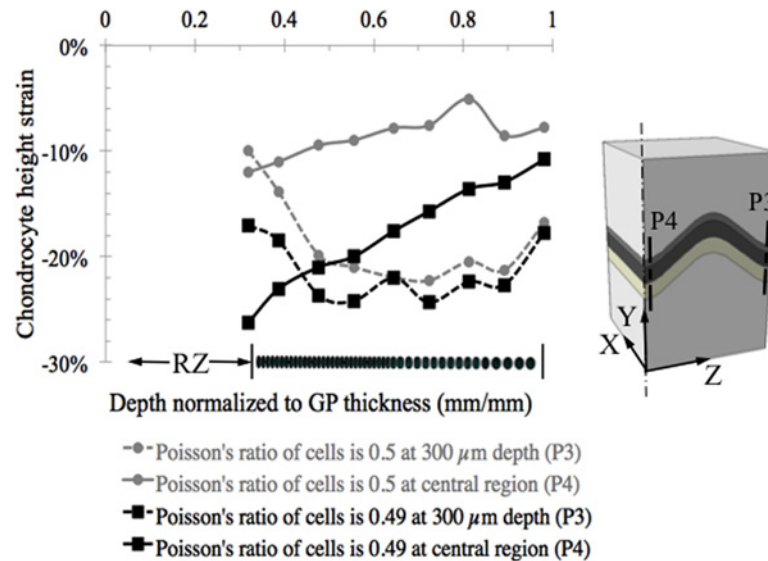 0 0.2 0.4 0.6 0.8 1
0%
-10%
-20%
-30%
Chondrocyte height strain
RZ
Depth normalized to GP thickness (mm/mm)
P4
P3
Y
X
Z
Poisson's ratio of cells is 0.5 at 300 µm depth (P3)
Poisson's ratio of cells is 0.5 at central region (P4)
Poisson's ratio of cells is 0.49 at 300 µm depth (P3)
Poisson's ratio of cells is 0.49 at central region (P4)